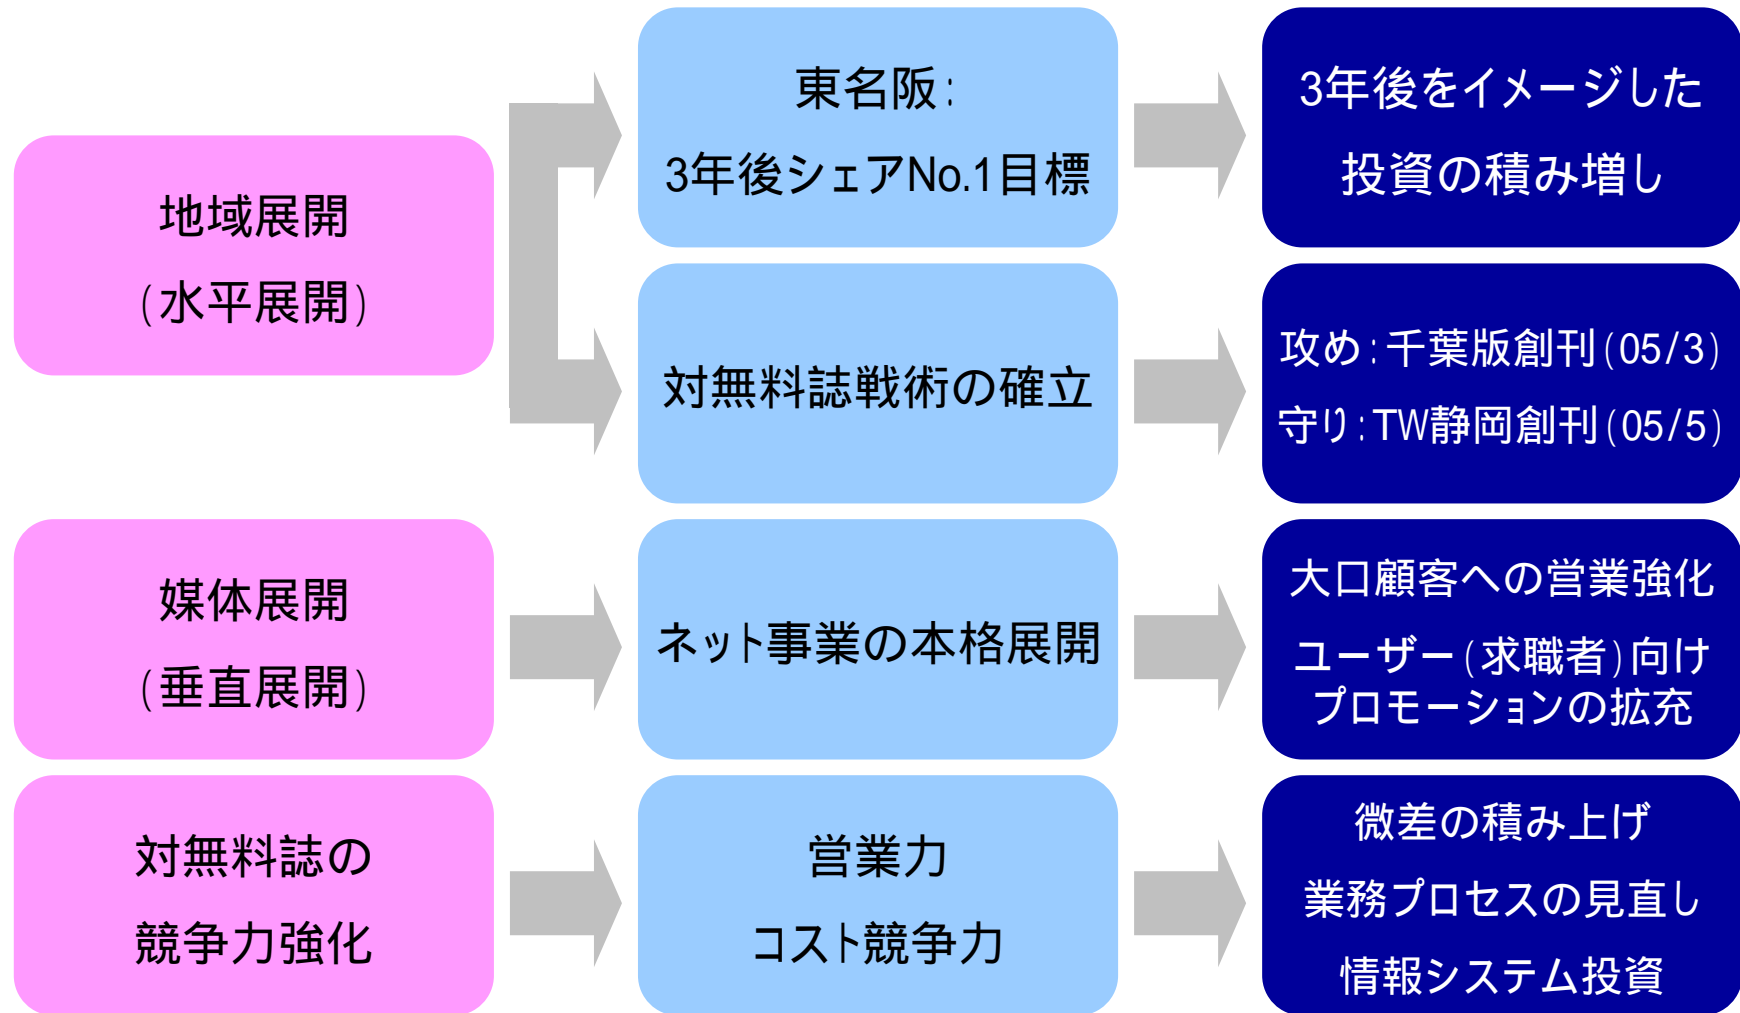 東名阪:
3年後シェアNo.1目標
3年後をイメージした
投資の積み増し
地域展開
(水平展開)
対無料誌戦術の確立
攻め:千葉版創刊(05/3)
守り:TW静岡創刊(05/5)
媒体展開
(垂直展開)
ネット事業の本格展開
大口顧客への営業強化
ユーザー(求職者)向け
プロモーションの拡充
対無料誌の
競争力強化
営業力
コスト競争力
微差の積み上げ
業務プロセスの見直し
情報システム投資